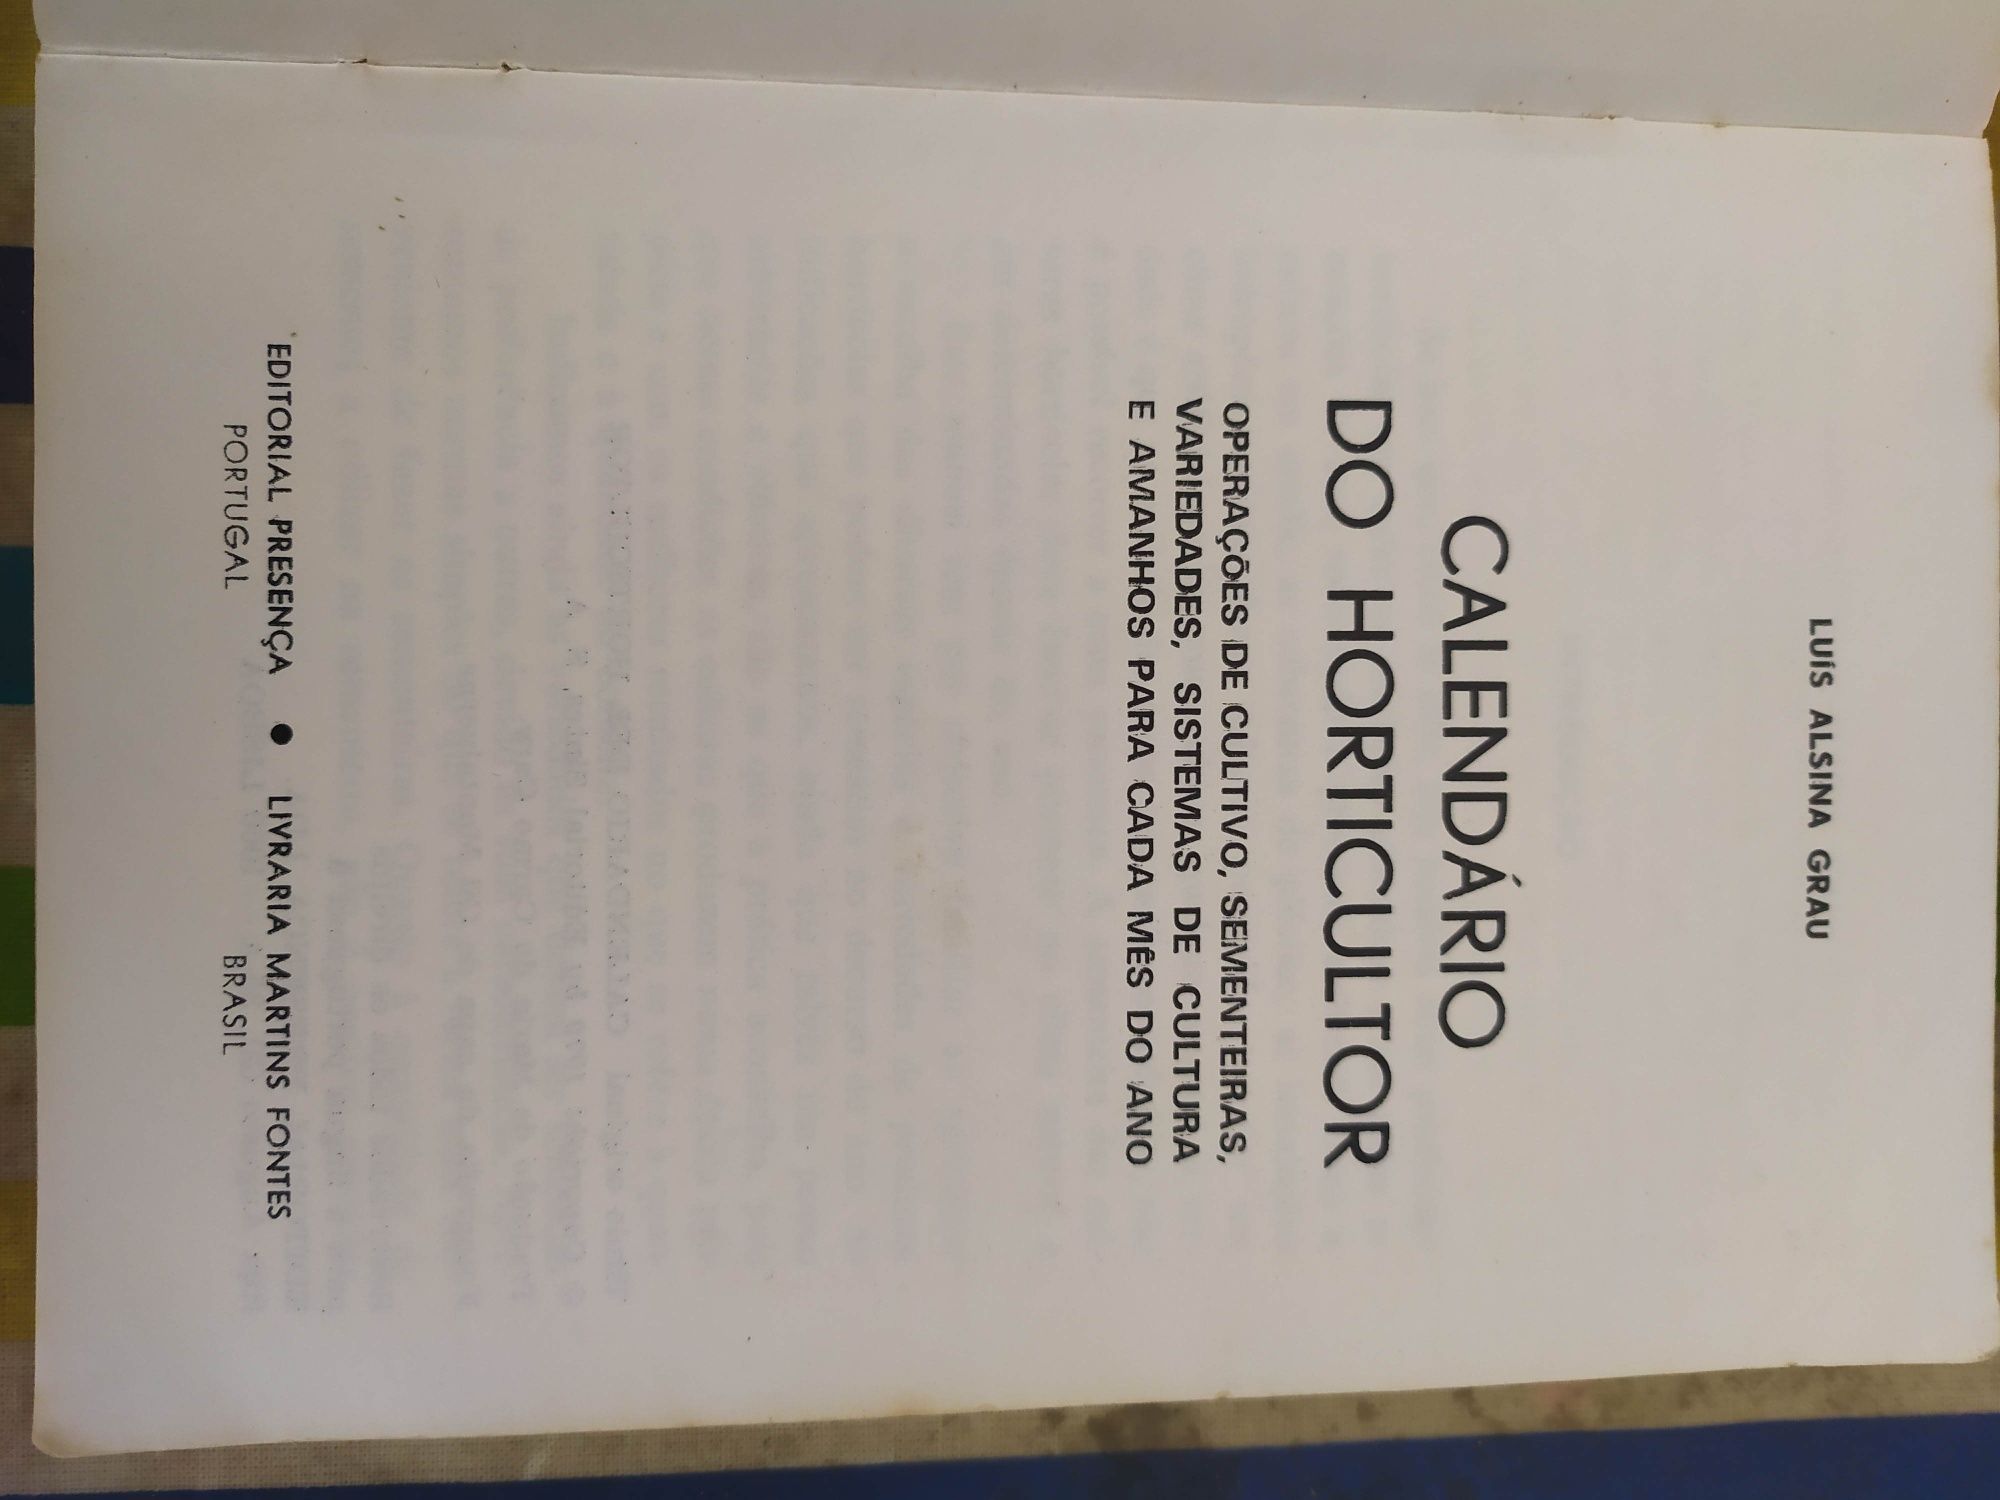 LUÍS ALSINA GRAU
CALENDÁRIO
DO HORTICULTOR
OPERAÇÕES DE CULTIVO, SEMENTEIRAS,
VARIEDADES, SISTEMAS DE CULTURA
E AMANHOS PARA CADA MÊS DO ANO
EDITORIAL PRESENÇA ● LIVRARIA MARTINS FONTES
PORTUGAL BRASIL